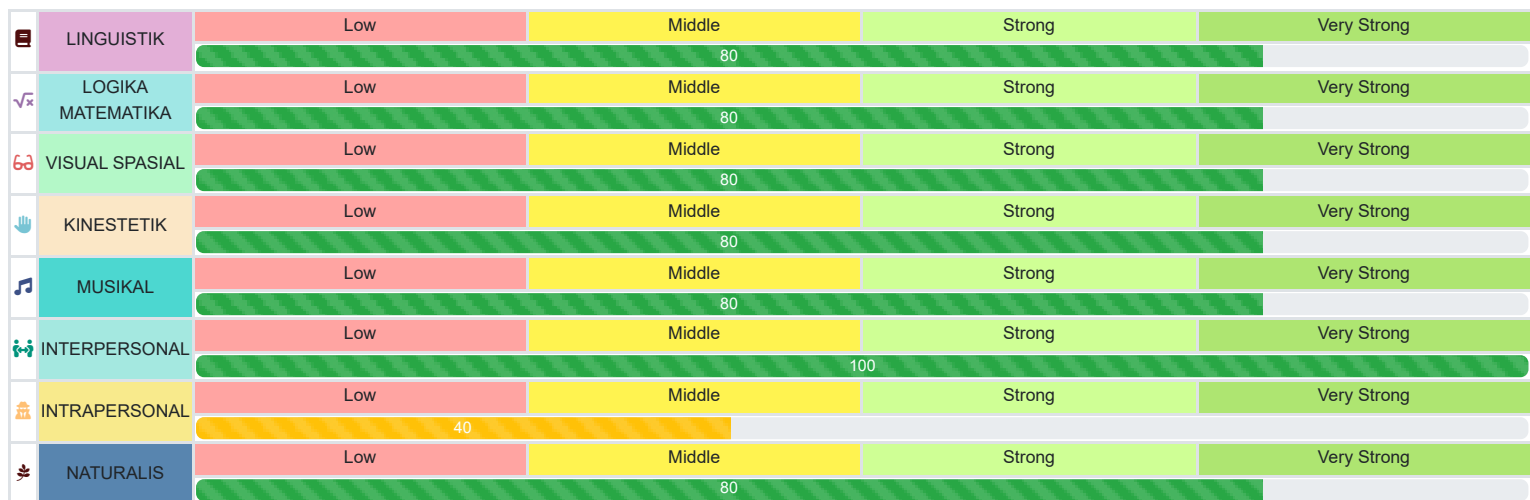 LINGUISTIK
Low Middle Strong Very Strong
80
LOGIKA
MATEMATIKA
Low Middle Strong Very Strong
80
VISUAL SPASIAL
Low Middle Strong Very Strong
80
KINESTETIK
Low Middle Strong Very Strong
80
MUSIKAL
Low Middle Strong Very Strong
80
INTERPERSONAL
Low Middle Strong Very Strong
100
INTRAPERSONAL
Low Middle Strong Very Strong
40
NATURALIS
Low Middle Strong Very Strong
80